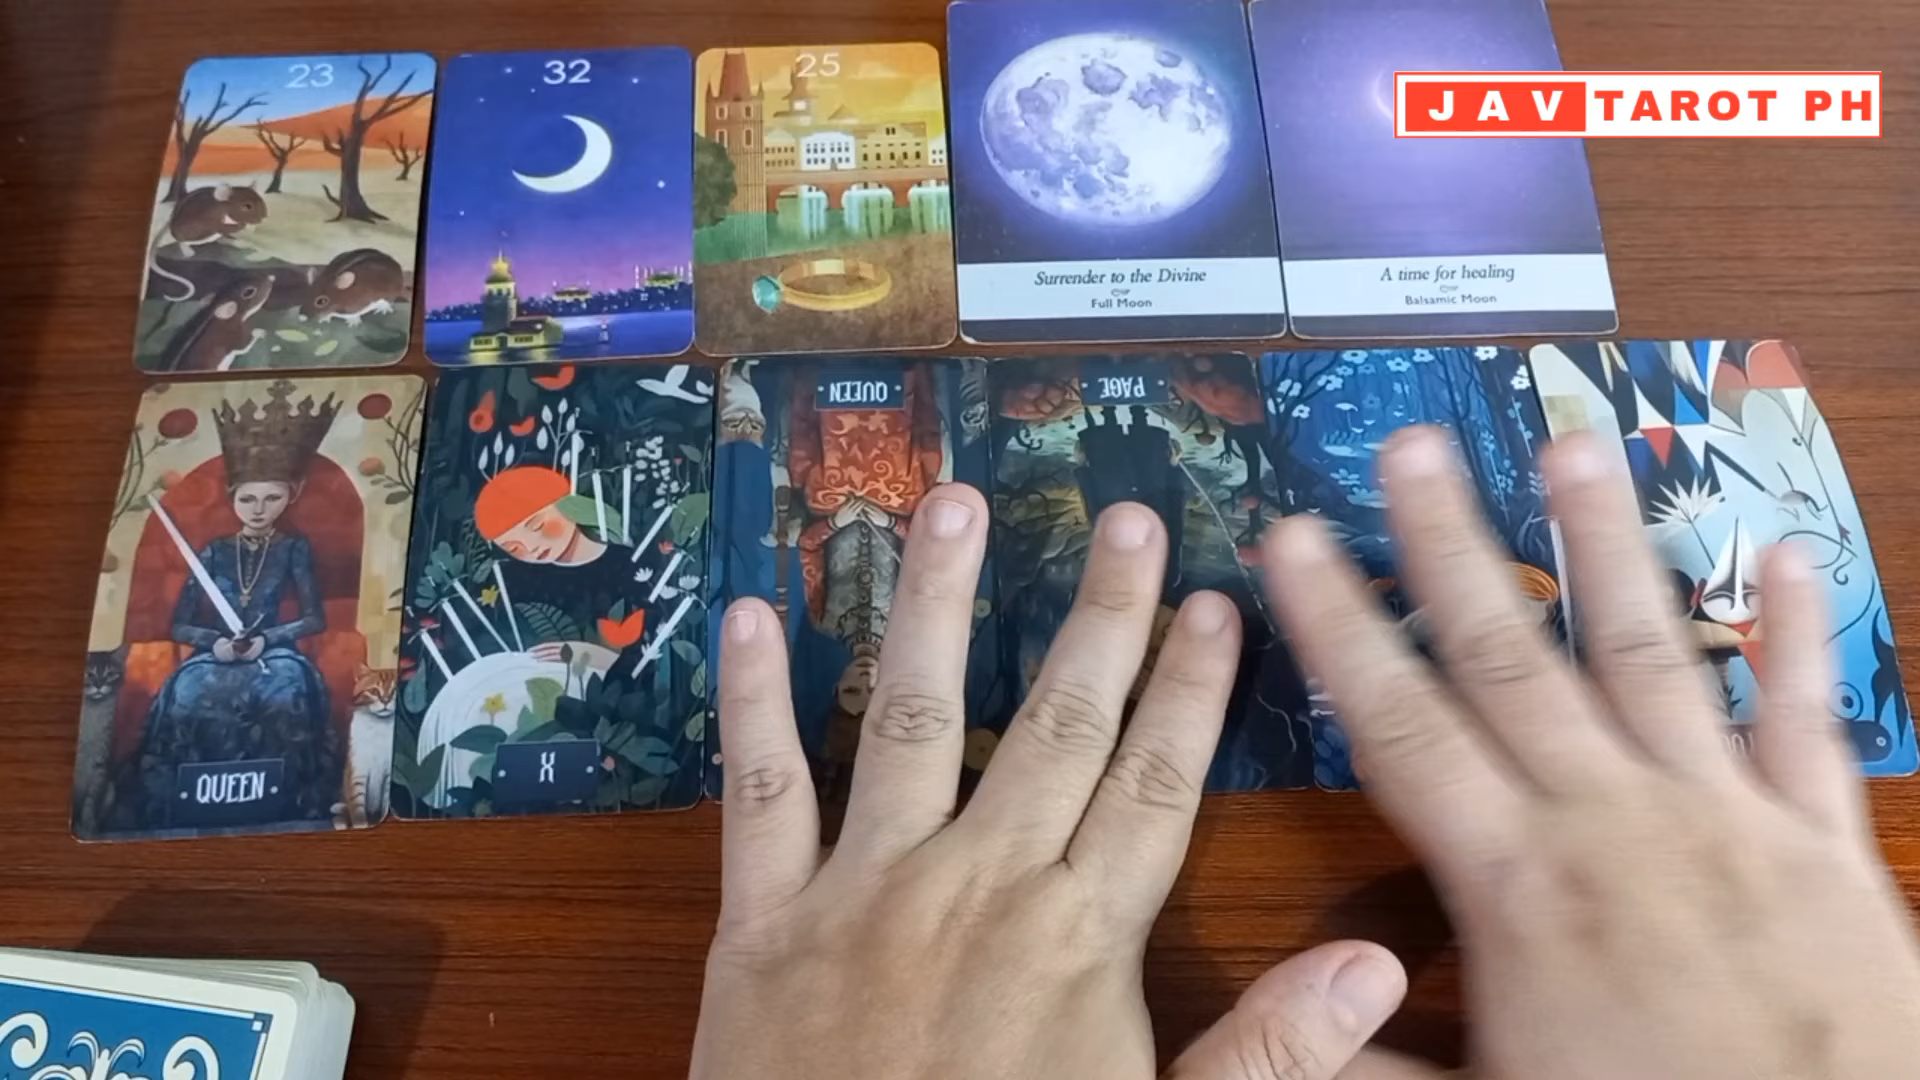 23
32
25
JAV TAROT PH
Surrender to the Divine
Full Moon
A time for healing
Balsamic Moon
QUEEN
PAGE
QUEEN
X